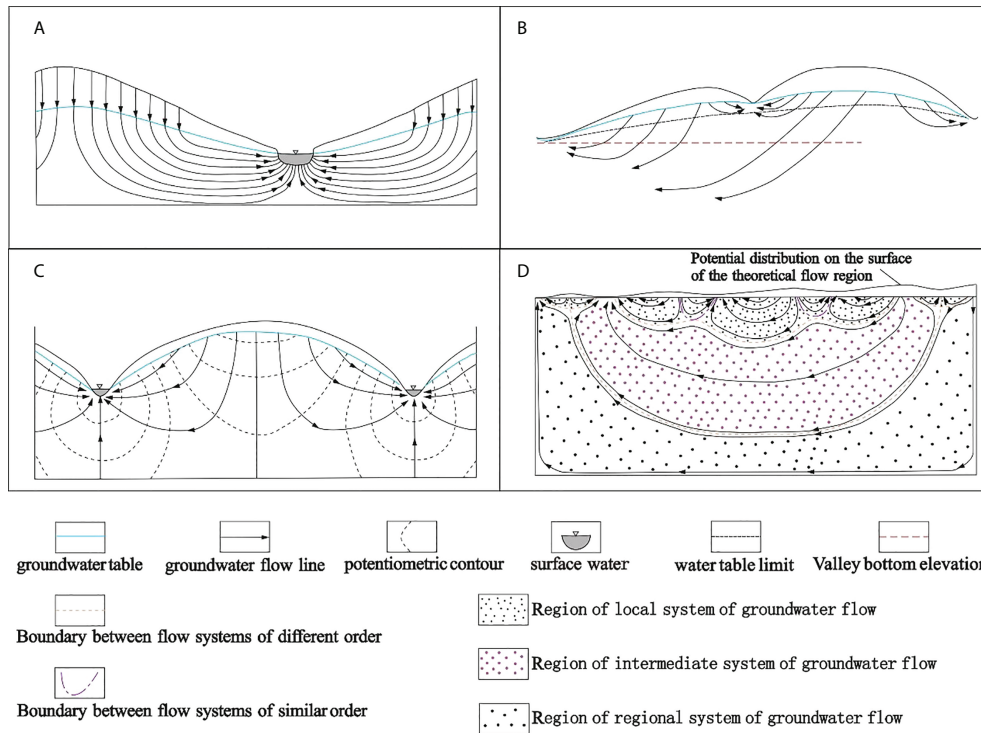 A
B
C
D
Potential distribution on the surface
of the theoretical flow region
groundwater table
groundwater flow line
potentiometric contour
surface water
water table limit
Valley bottom elevation
Boundary between flow systems of different order
Region of local system of groundwater flow
Region of intermediate system of groundwater flow
Boundary between flow systems of similar order
Region of regional system of groundwater flow